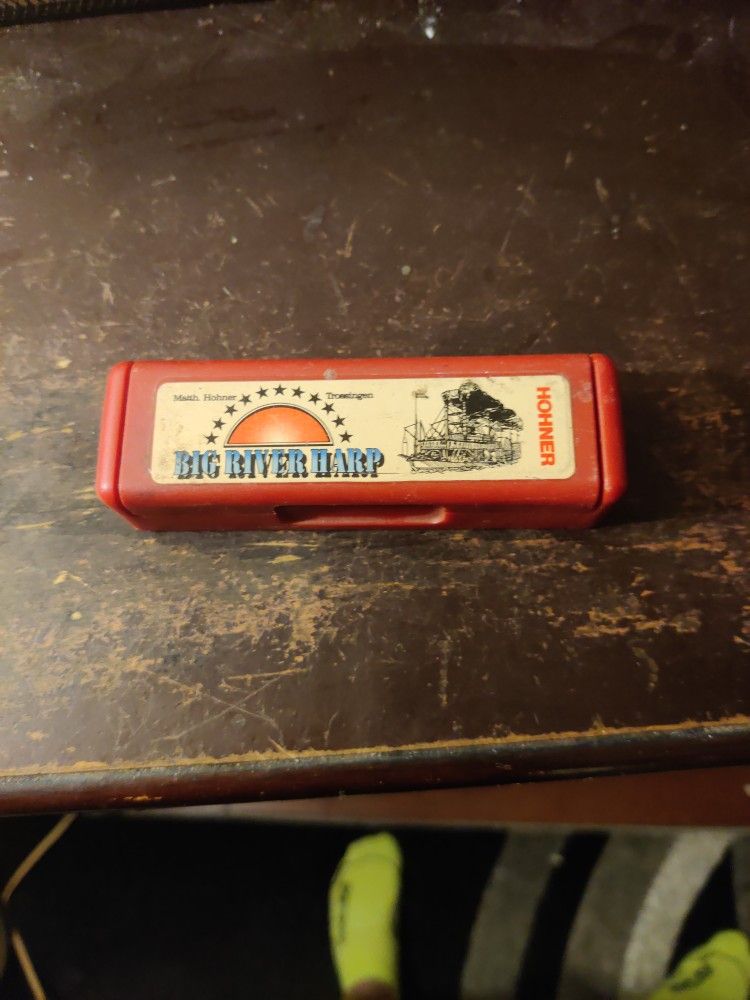 Matth. Hohner Trossingen
BIG RIVER HARP
HOHNER